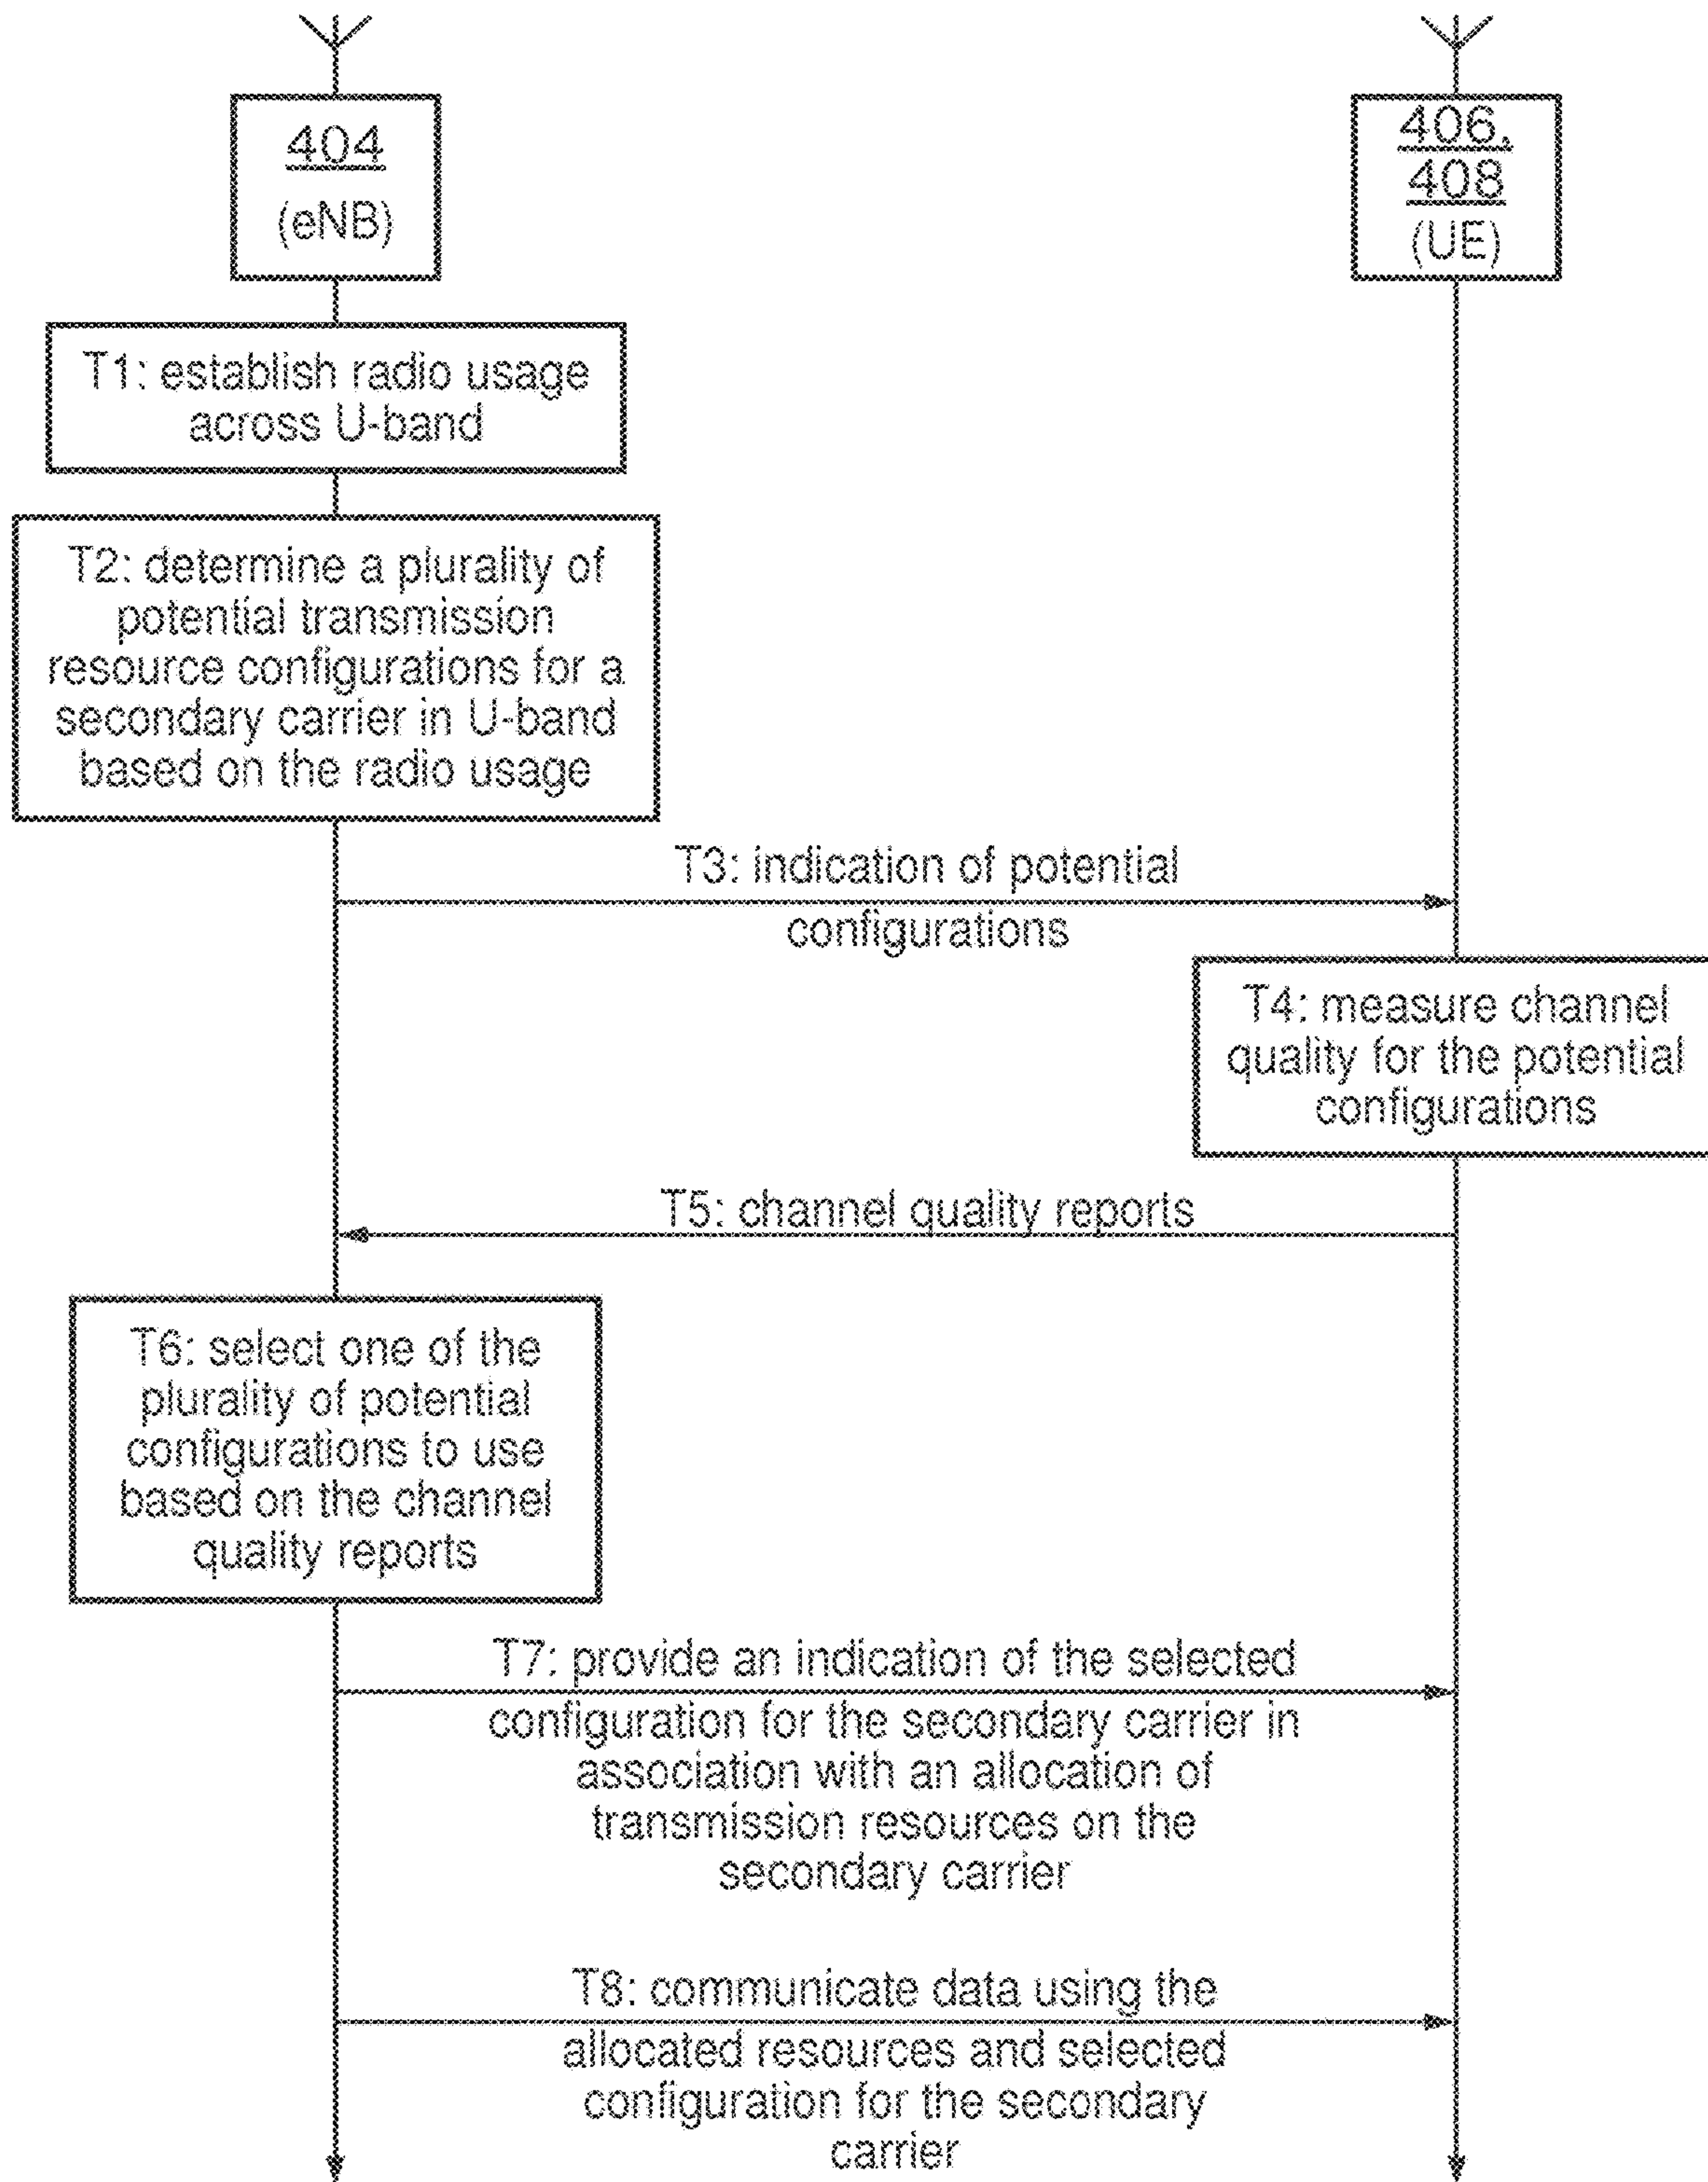 404
(eNB)
406,
408
(UE)
T1: establish radio usage
across U-band
T2: determine a plurality of
potential transmission
resource configurations for a
secondary carrier in U-band
based on the radio usage
T3: indication of potential
configurations
T4: measure channel
quality for the potential
configurations
T5: channel quality reports
T6: select one of the
plurality of potential
configurations to use
based on the channel
quality reports
T7: provide an indication of the selected
configuration for the secondary carrier in
association with an allocation of
transmission resources on the
secondary carrier
T8: communicate data using the
allocated resources and selected
configuration for the secondary
carrier